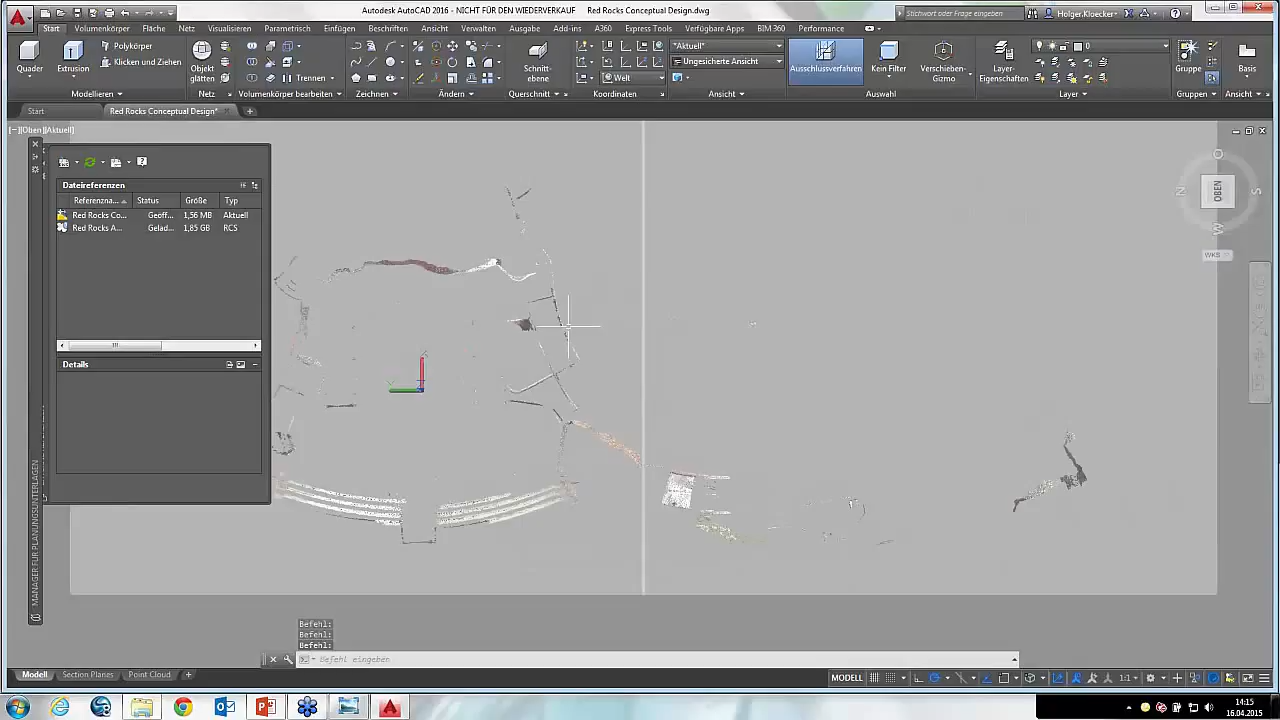 Autodesk AutoCAD 2016 - NICHT FÜR DEN WIEDERVERKAUF Red Rocks Conceptual Design.dwg
Stichwort oder Frage eingeben
Holger.Kloecker
Start Volumenkörper Fläche Netz Visualisieren Parametrisch Einfügen Beschriften Ansicht Verwalten Ausgabe Add-ins A360 Express Tools Verfügbare Apps BIM 360 Performance
Quader
Extrusion
Polykörper
Klicken und Ziehen
Objekt glätten
Trennen
Schnitt-ebene
Welt
*Aktuell*
Ungesicherte Ansicht
Ausschlussverfahren
Kein Filter
Verschieben-Gizmo
Layer-Eigenschaften
0
Gruppe
Basis
Modellieren
Netz
Volumenkörper bearbeiten
Zeichnen
Ändern
Querschnitt
Koordinaten
Ansicht
Auswahl
Layer
Gruppen
Ansicht
Start
Red Rocks Conceptual Design*
[−][Oben][Aktuell]
Dateireferenzen
Referenzna... Status Größe Typ
Red Rocks Co... Geoff... 1,56 MB Aktuell
Red Rocks A... Gelad... 1,85 GB RCS
Details
MANAGER FÜR PLANUNGSUNTERLAGEN
O
N
OBEN
S
W
WKS
Y
X
Befehl:
Befehl:
Befehl:
Befehl eingeben
Modell
Section Planes
Point Cloud
MODELL
1:1
DE
14:15
16.04.2015